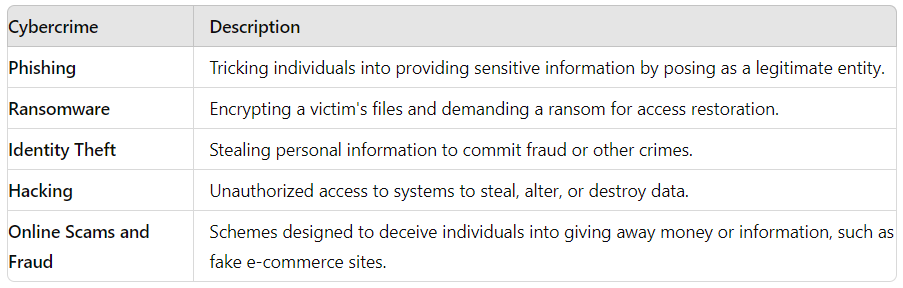 Cybercrime Description
Phishing Tricking individuals into providing sensitive information by posing as a legitimate entity.
Ransomware Encrypting a victim's files and demanding a ransom for access restoration.
Identity Theft Stealing personal information to commit fraud or other crimes.
Hacking Unauthorized access to systems to steal, alter, or destroy data.
Online Scams and Schemes designed to deceive individuals into giving away money or information, such as
Fraud fake e-commerce sites.